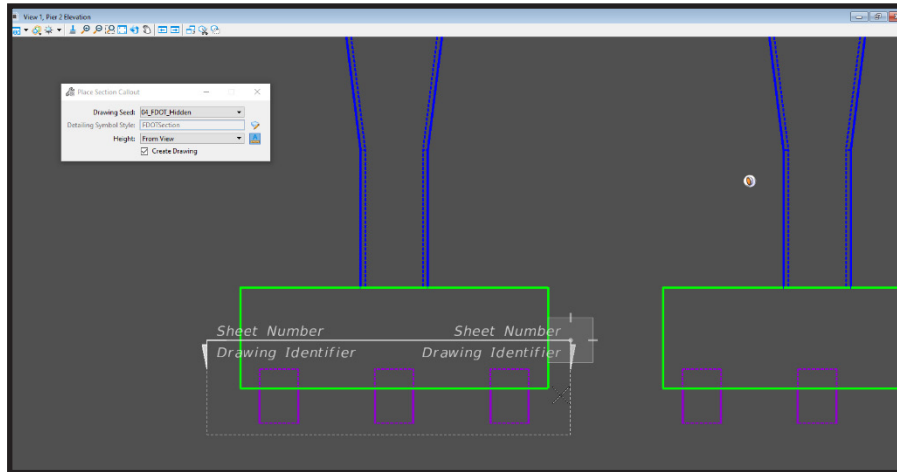 View 1, Pier 2 Elevation
Place Section Callout
Drawing Seed: 04_FDOT_Hidden
Detailing Symbol Style: FDOTSection
Height: From View
Create Drawing
Sheet Number Sheet Number
Drawing Identifier Drawing Identifier